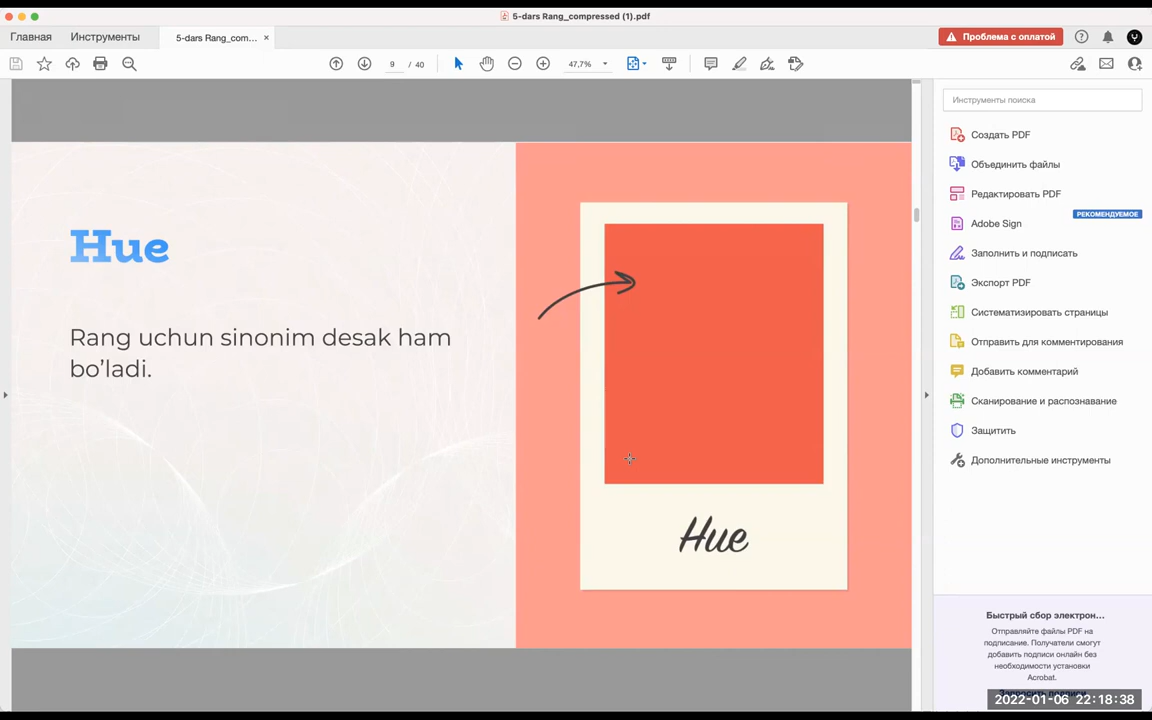 5-dars Rang_compressed (1).pdf
Главная
Инструменты
5-dars Rang_com...
×
Проблема с оплатой
9 / 40
47,7%
Hue
Rang uchun sinonim desak ham
bo’ladi.
Hue
Инструменты поиска
Создать PDF
Объединить файлы
Редактировать PDF
РЕКОМЕНДУЕМОЕ
Adobe Sign
Заполнить и подписать
Экспорт PDF
Систематизировать страницы
Отправить для комментирования
Добавить комментарий
Сканирование и распознавание
Защитить
Дополнительные инструменты
Быстрый сбор электрон...
Отправляйте файлы PDF на
подписание. Получатели смогут
добавить подписи онлайн без
необходимости установки
Acrobat.
2022-01-06 22:18:38